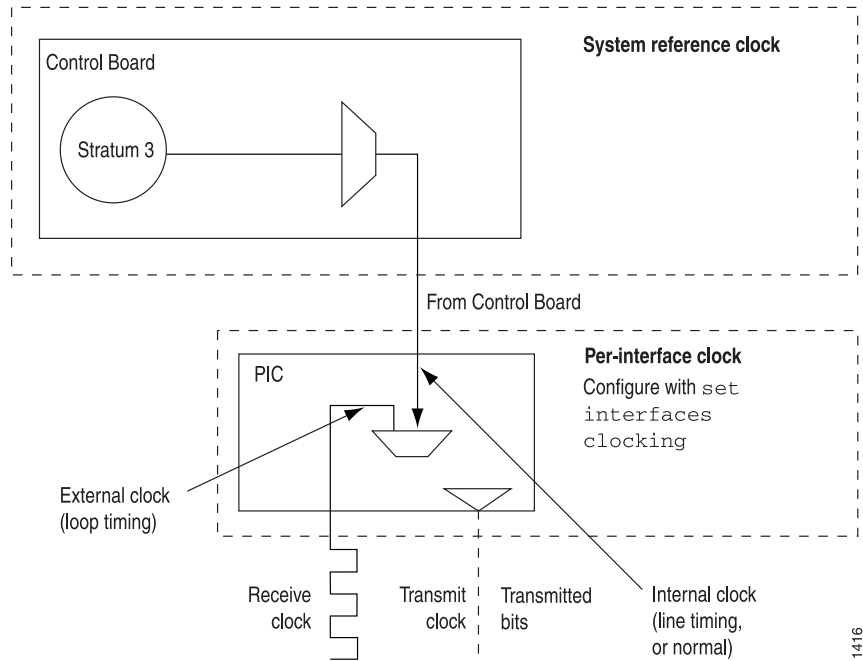 System reference clock
Control Board
Stratum 3
From Control Board
Per-interface clock
PIC
Configure with set
interfaces
clocking
External clock
(loop timing)
Receive
clock
Transmit
clock
Transmitted
bits
Internal clock
(line timing,
or normal)
1416